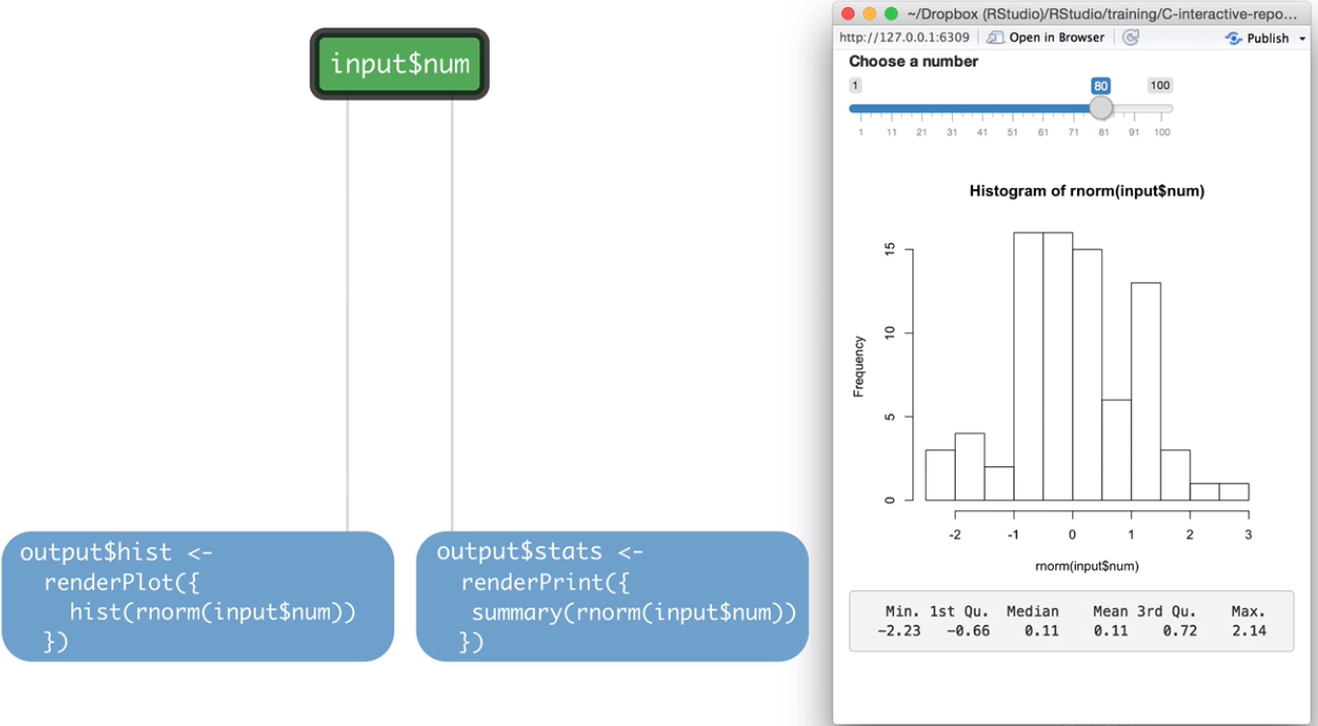 input$num
output$hist <-
renderPlot({
hist(rnorm(input$num))
})
output$stats <-
renderPrint({
summary(rnorm(input$num))
})
~/Dropbox (RStudio)/RStudio/training/C-interactive-repo...
http://127.0.0.1:6309 Open in Browser Publish
Choose a number
1 80 100
1 11 21 31 41 51 61 71 81 91 100
Histogram of rnorm(input$num)
Frequency
15
10
5
0
-2 -1 0 1 2 3
rnorm(input$num)
Min. 1st Qu. Median Mean 3rd Qu. Max.
-2.23 -0.66 0.11 0.11 0.72 2.14